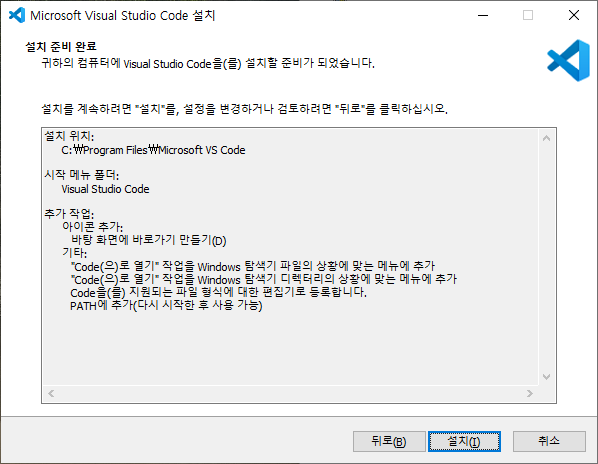 Microsoft Visual Studio Code 설치
설치 준비 완료
귀하의 컴퓨터에 Visual Studio Code을(를) 설치할 준비가 되었습니다.
설치를 계속하려면 "설치"를, 설정을 변경하거나 검토하려면 "뒤로"를 클릭하십시오.
설치 위치:
C:₩Program Files₩Microsoft VS Code
시작 메뉴 폴더:
Visual Studio Code
추가 작업:
아이콘 추가:
바탕 화면에 바로가기 만들기(D)
기타:
"Code(으)로 열기" 작업을 Windows 탐색기 파일의 상황에 맞는 메뉴에 추가
"Code(으)로 열기" 작업을 Windows 탐색기 디렉터리의 상황에 맞는 메뉴에 추가
Code을(를) 지원되는 파일 형식에 대한 편집기로 등록합니다.
PATH에 추가(다시 시작한 후 사용 가능)
뒤로(B) 설치(I) 취소